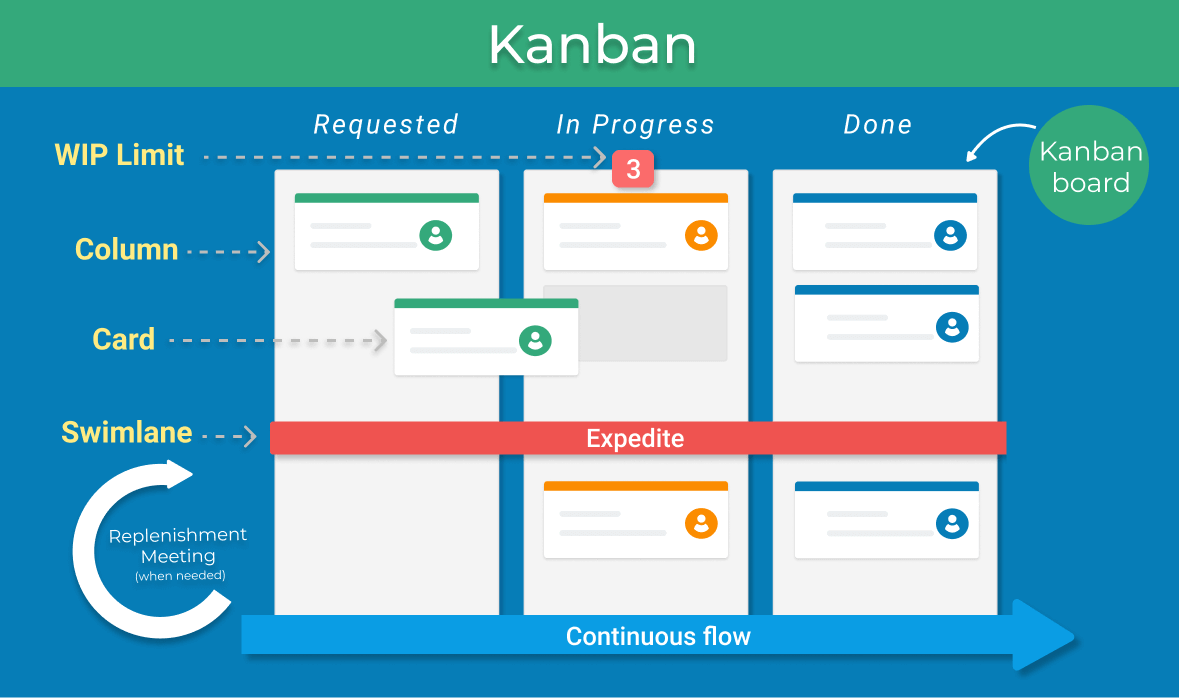 Kanban
Requested
In Progress
Done
WIP Limit
3
Kanban
board
Column
Card
Swimlane
Expedite
Replenishment
Meeting
(when needed)
Continuous flow